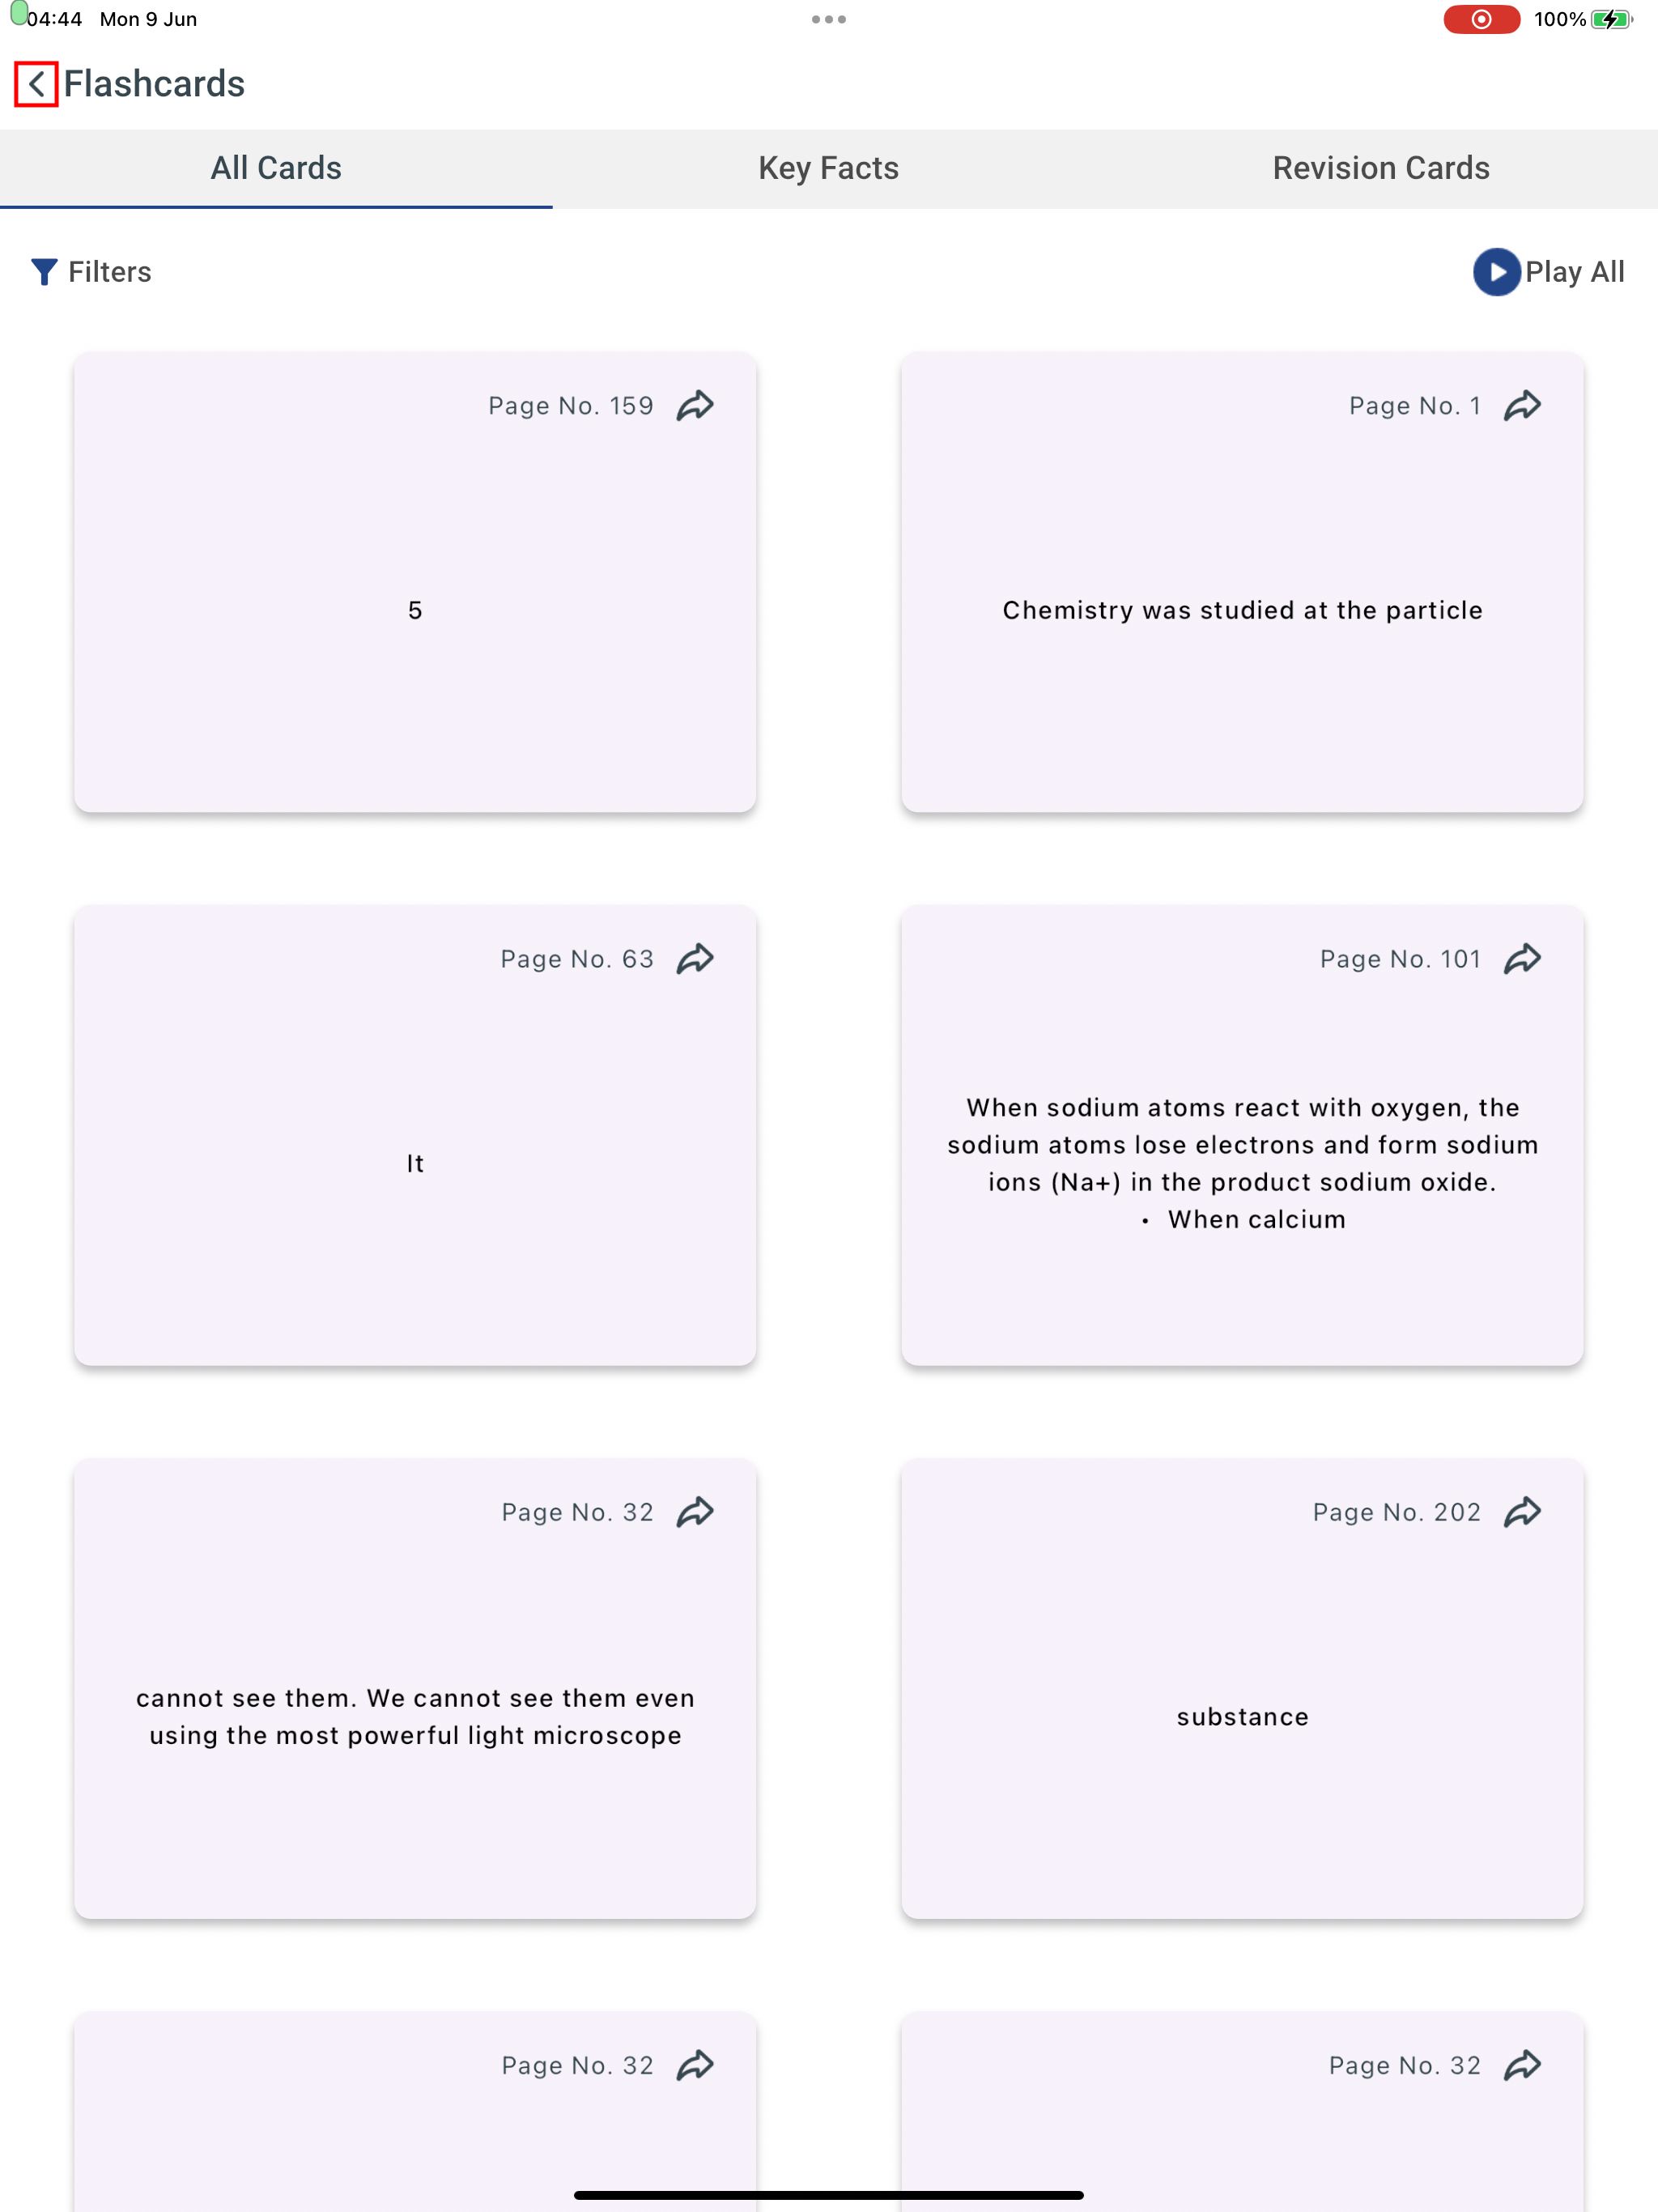 04:44 Mon 9 Jun
100%
Flashcards
All Cards
Key Facts
Revision Cards
Filters
Play All
Page No. 159
5
Page No. 1
Chemistry was studied at the particle
Page No. 63
It
Page No. 101
When sodium atoms react with oxygen, the
sodium atoms lose electrons and form sodium
ions (Na+) in the product sodium oxide.
• When calcium
Page No. 32
cannot see them. We cannot see them even
using the most powerful light microscope
Page No. 202
substance
Page No. 32
Page No. 32